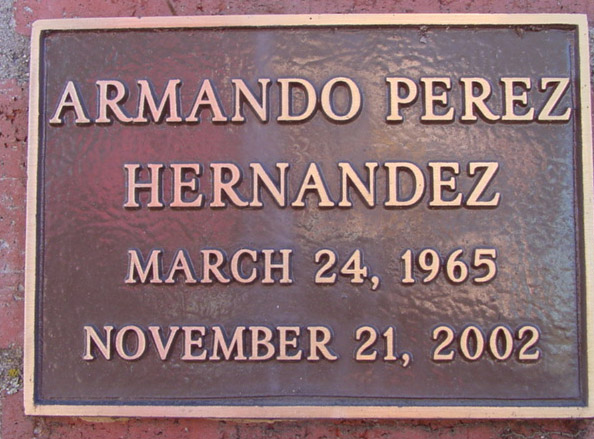 ARMANDO PEREZ
HERNANDEZ
MARCH 24, 1965
NOVEMBER 21, 2002